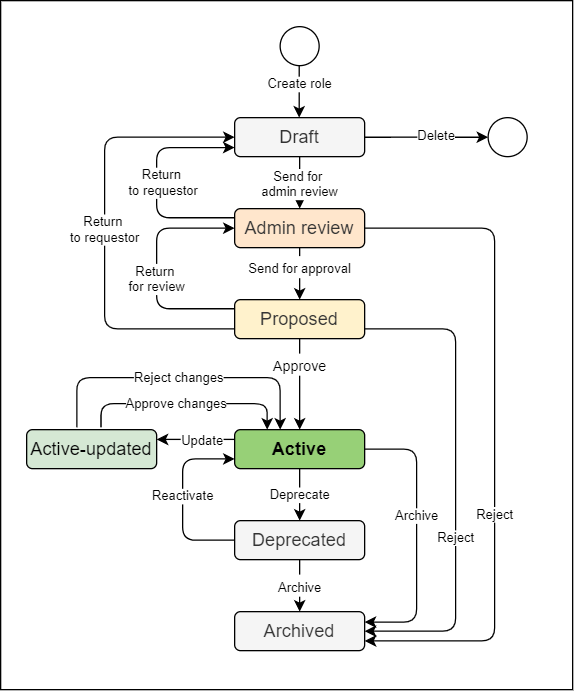 Create role
Draft
Delete
Return
to requestor
Send for
admin review
Return
to requestor
Admin review
Return
for review
Send for approval
Proposed
Approve
Reject changes
Approve changes
Active-updated
Update
Active
Reactivate
Deprecate
Archive
Reject
Reject
Deprecated
Archive
Archived